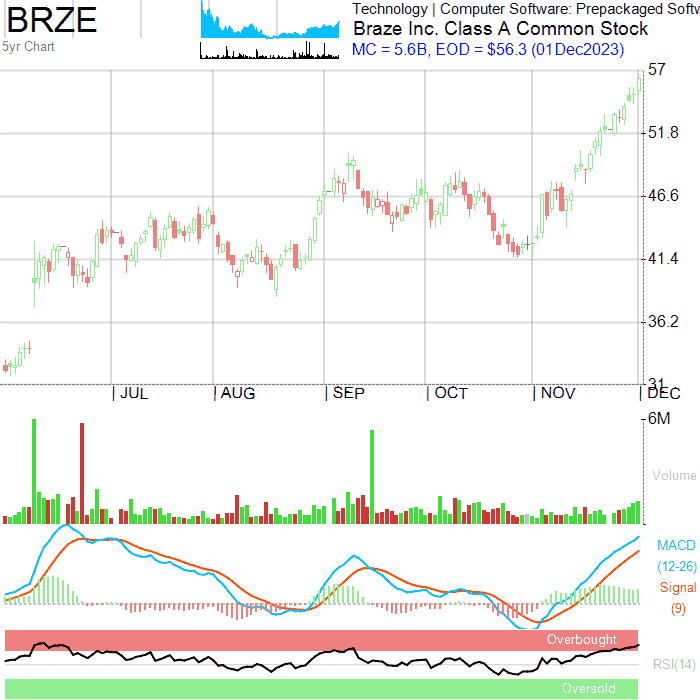 BRZE
5yr Chart
Technology | Computer Software: Prepackaged Softw
Braze Inc. Class A Common Stock
MC = 5.6B, EOD = $56.3 (01Dec2023)
57
51.8
46.6
41.4
36.2
31
| JUL | AUG | SEP | OCT | NOV | DEC
6M
Volume
MACD
(12-26)
Signal
(9)
Overbought
RSI(14)
Oversold